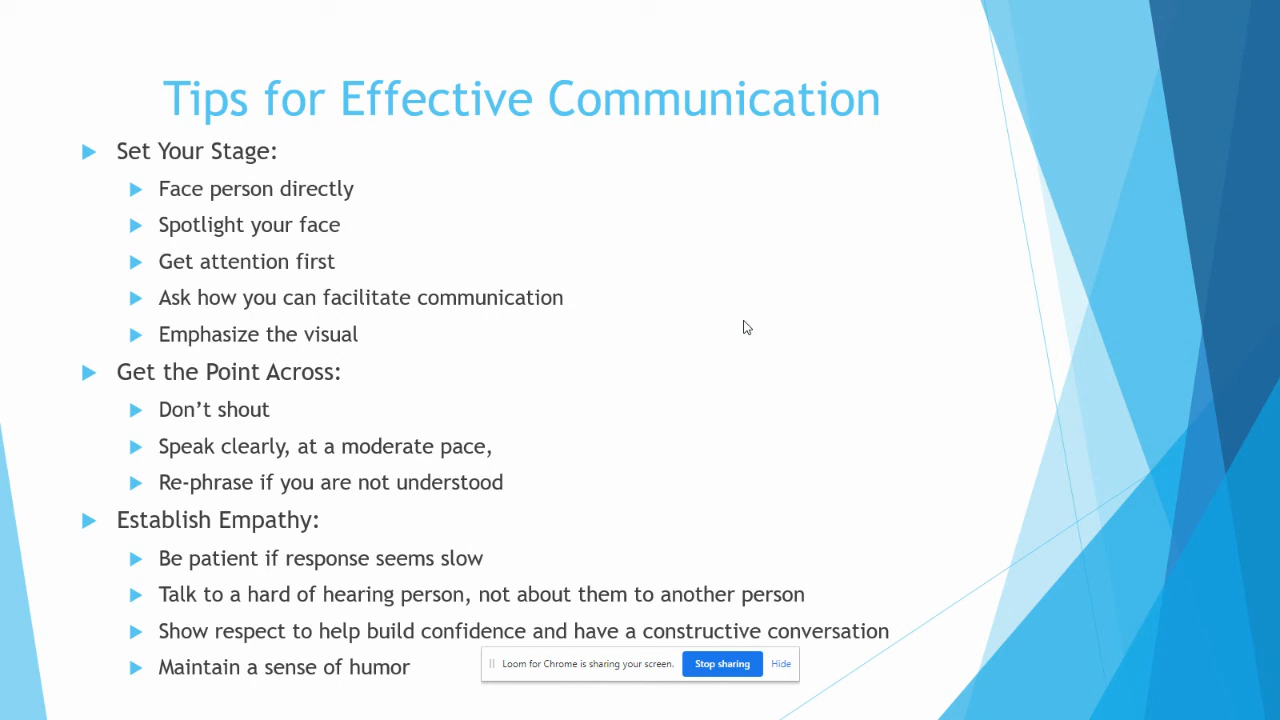 Tips for Effective Communication
Set Your Stage:
Face person directly
Spotlight your face
Get attention first
Ask how you can facilitate communication
Emphasize the visual
Get the Point Across:
Don’t shout
Speak clearly, at a moderate pace,
Re-phrase if you are not understood
Establish Empathy:
Be patient if response seems slow
Talk to a hard of hearing person, not about them to another person
Show respect to help build confidence and have a constructive conversation
Maintain a sense of humor
Loom for Chrome is sharing your screen. Stop sharing Hide